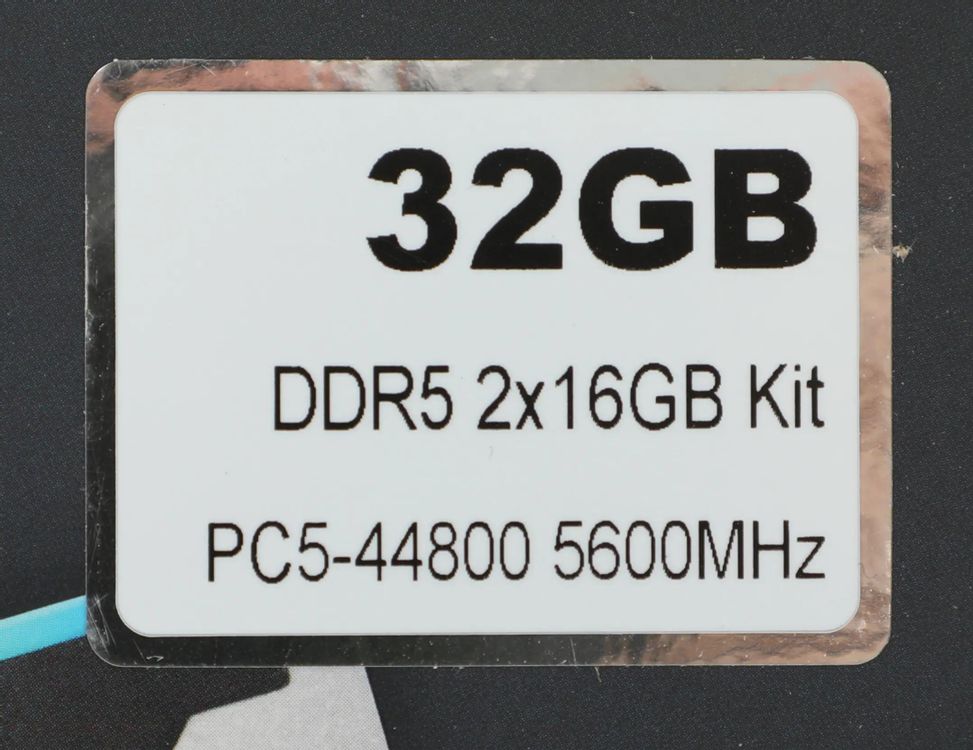 32GB
DDR5 2x16GB Kit
PC5-44800 5600MHz